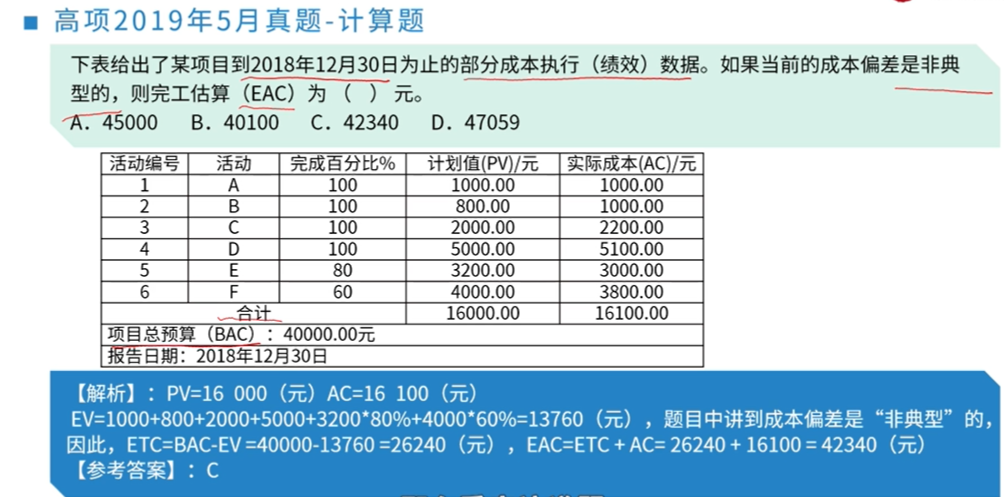 高项2019年5月真题-计算题
下表给出了某项目到2018年12月30日为止的部分成本执行（绩效）数据。如果当前的成本偏差是非典
型的，则完工估算（EAC）为（ ）元。
A．45000 B．40100 C．42340 D．47059
活动编号 活动 完成百分比% 计划值(PV)/元 实际成本(AC)/元
1 A 100 1000.00 1000.00
2 B 100 800.00 1000.00
3 C 100 2000.00 2200.00
4 D 100 5000.00 5100.00
5 E 80 3200.00 3000.00
6 F 60 4000.00 3800.00
合计 16000.00 16100.00
项目总预算（BAC）：40000.00元
报告日期：2018年12月30日
【解析】：PV=16 000（元）AC=16 100（元）
EV=1000+800+2000+5000+3200*80%+4000*60%=13760（元），题目中讲到成本偏差是“非典型”的，
因此，ETC=BAC-EV =40000-13760 =26240（元），EAC=ETC + AC= 26240 + 16100 = 42340（元）
【参考答案】：C